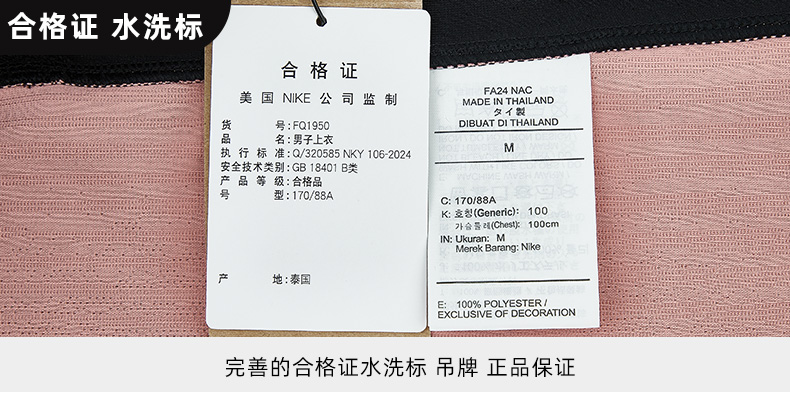 合格证 水洗标
合格证
美国 NIKE 公司监制
货号:FQ1950
品名:男子上衣
执行标准:Q/320585 NKY 106-2024
安全技术类别:GB 18401 B类
产品等级:合格品
号型:170/88A
产地:泰国
FA24 NAC
MADE IN THAILAND
タイ製
DIBUAT DI THAILAND
M
C: 170/88A
K: 호칭(Generic): 100
가슴둘레(Chest): 100cm
IN: Ukuran: M
Merek Barang: Nike
E: 100% POLYESTER /
EXCLUSIVE OF DECORATION
完善的合格证水洗标 吊牌 正品保证